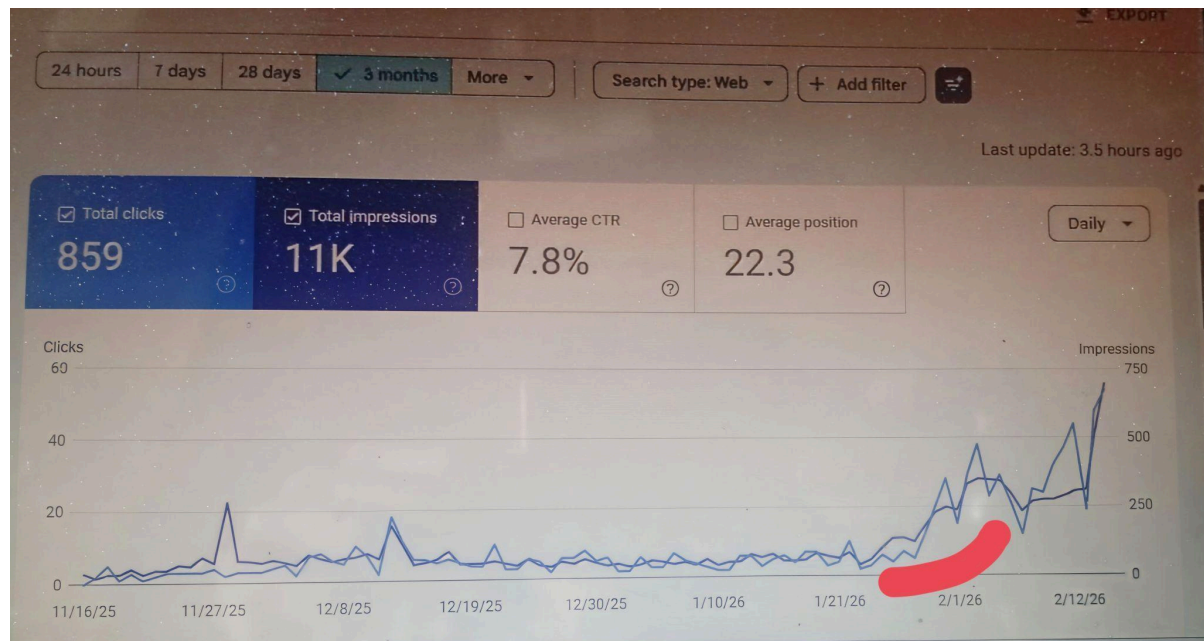 EXPORT
24 hours 7 days 28 days 3 months More Search type: Web + Add filter
Last update: 3.5 hours ago
Total clicks Total impressions Average CTR Average position Daily
859 11K 7.8% 22.3
Clicks Impressions
60 750
40 500
20 250
0 0
11/16/25 11/27/25 12/8/25 12/19/25 12/30/25 1/10/26 1/21/26 2/1/26 2/12/26